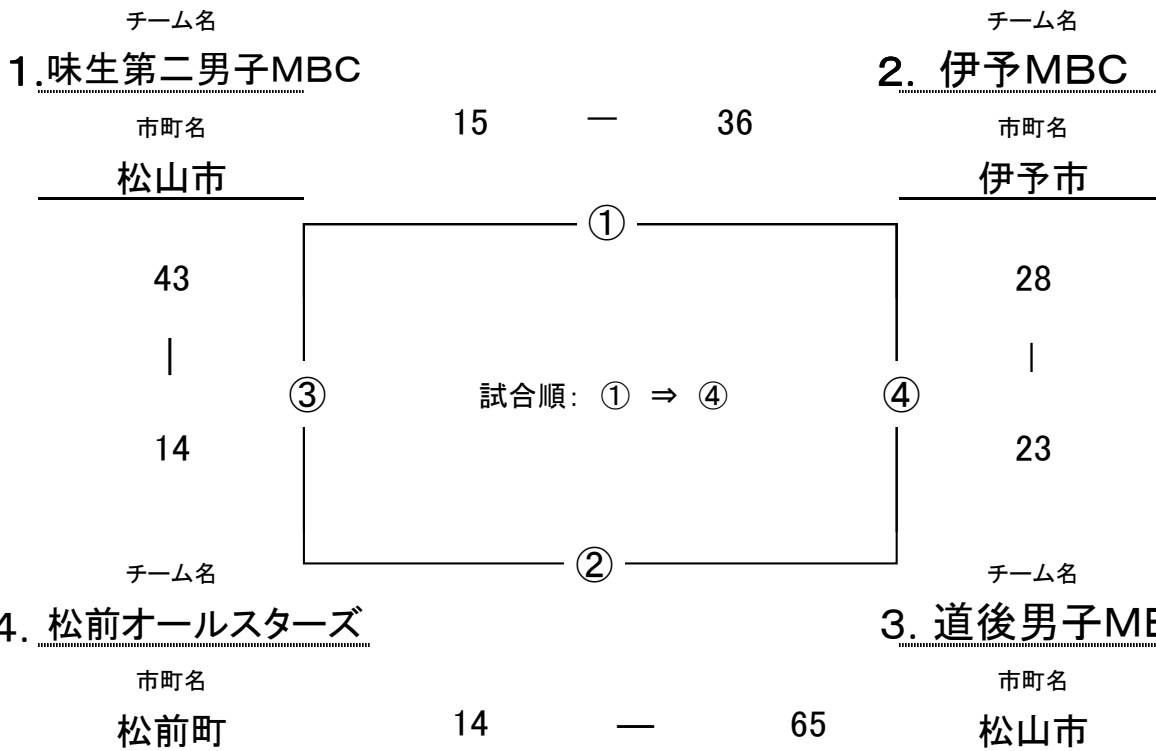 チーム名 チーム名
1.味生第二男子MBC 2. 伊予MBC
市町名 15 — 36 市町名
松山市 伊予市
①
43 28
| |
③ 試合順: ① ⇒ ④ ④
14 23
②
チーム名 チーム名
4. 松前オールスターズ 3. 道後男子MB
市町名 市町名
松前町 14 — 65 松山市